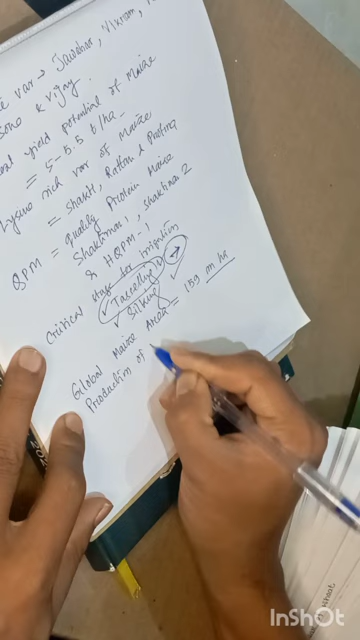 var → Jawahar, Vikram,
Sona & Vijay.
yield potential of Maize
= 5-5.5 t/ha.
Lysine rich var of Maize
= Shakti, Rattan & Protina
QPM = Quality Protein Maize
Shaktiman 1, Shaktiman 2
& HQPM-1
Critical stage for irrigation
✓ Tasselling →
✓ Silking ✓
Global Maize Area = 159 m ha
Production of
InShOt